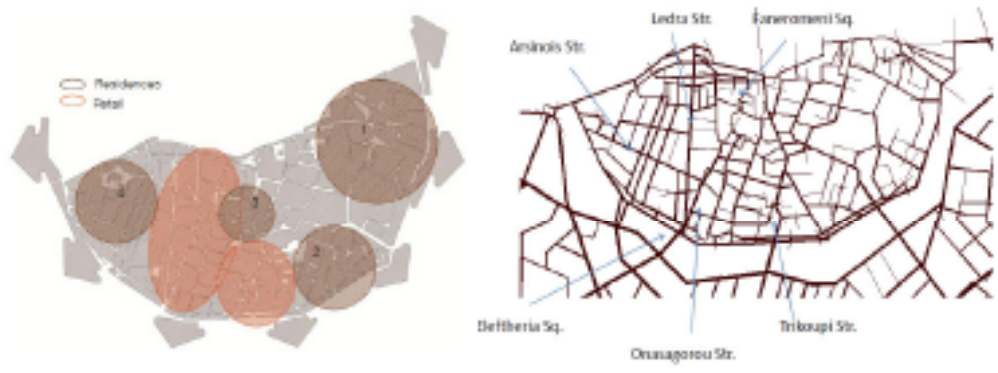 Residences
Retail
1
2
3
4
Ledra Str.
Faneromeni Sq.
Arsinois Str.
Eleftheria Sq.
Trikoupi Str.
Onasagorou Str.